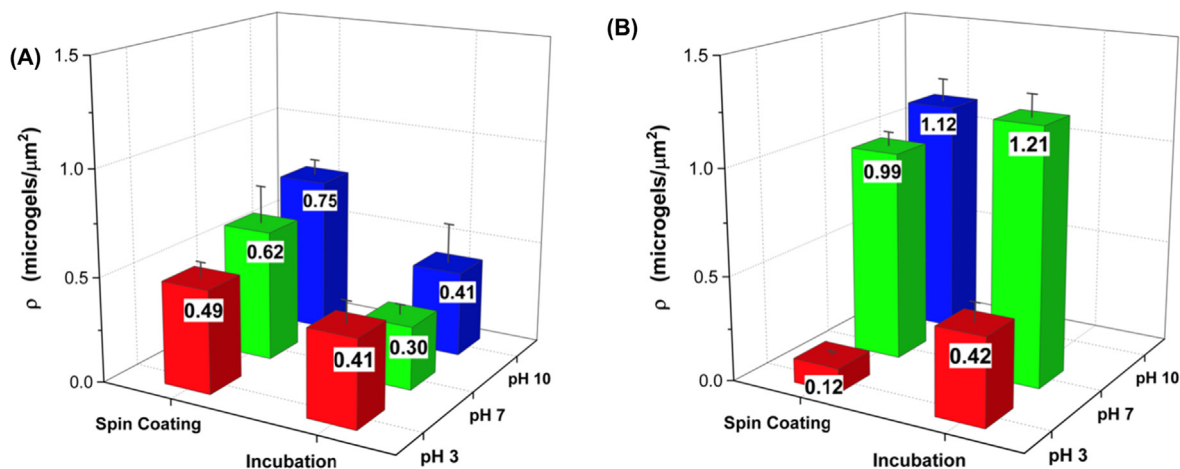 (A)
1.5
1.0
0.5
0.0
ρ (microgels/μm²)
0.75
0.62
0.49
0.41
0.30
0.41
Spin Coating
Incubation
pH 3
pH 7
pH 10
(B)
1.5
1.0
0.5
0.0
ρ (microgels/μm²)
1.12
1.21
0.99
0.42
0.12
Spin Coating
Incubation
pH 3
pH 7
pH 10